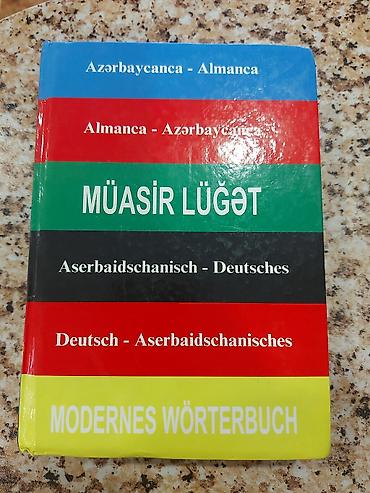 Azərbaycanca - Almanca
Almanca - Azərbaycanca
MÜASİR LÜĞƏT
Aserbaidschanisch - Deutsches
Deutsch - Aserbaidschanisches
MODERNES WÖRTERBUCH